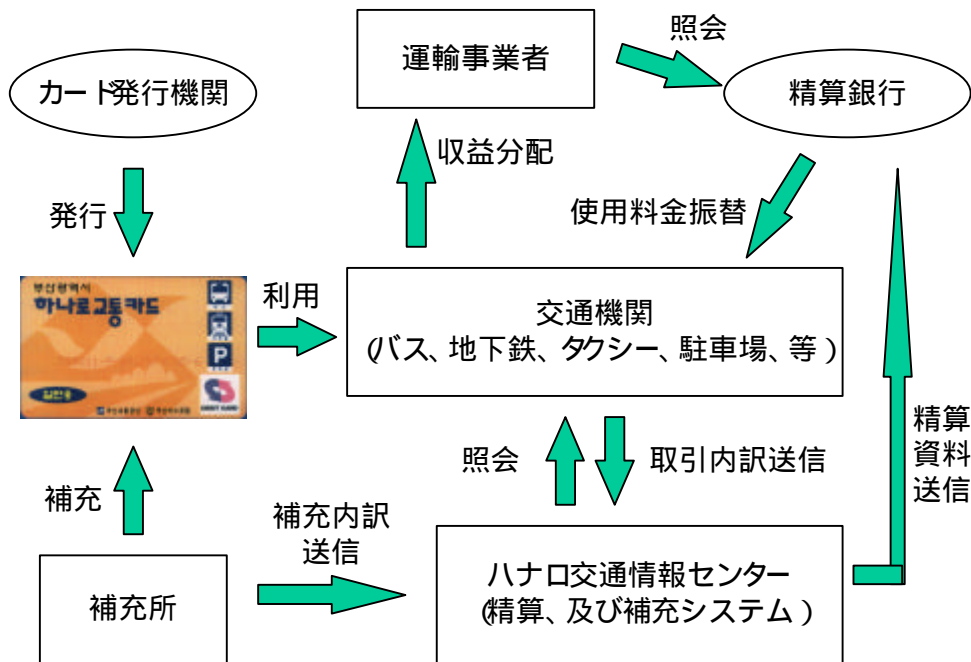 運輸事業者
照会
カード発行機関
精算銀行
収益分配
発行
使用料金振替
부산광역시
하나로교통카드
P
利用
交通機関
(バス、地下鉄、タクシー、駐車場、等)
照会
取引内訳送信
精算
資料
送信
補充
補充内訳
送信
補充所
ハナロ交通情報センター
(精算、及び補充システム)